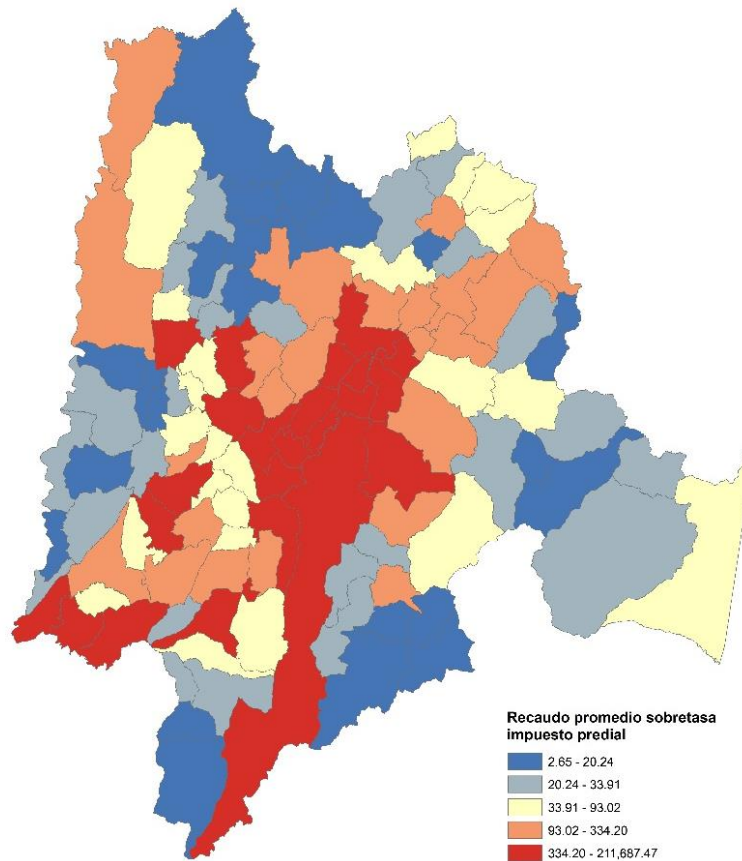 Recaudo promedio sobretasa
impuesto predial
2.65 - 20.24
20.24 - 33.91
33.91 - 93.02
93.02 - 334.20
334.20 - 211,687.47